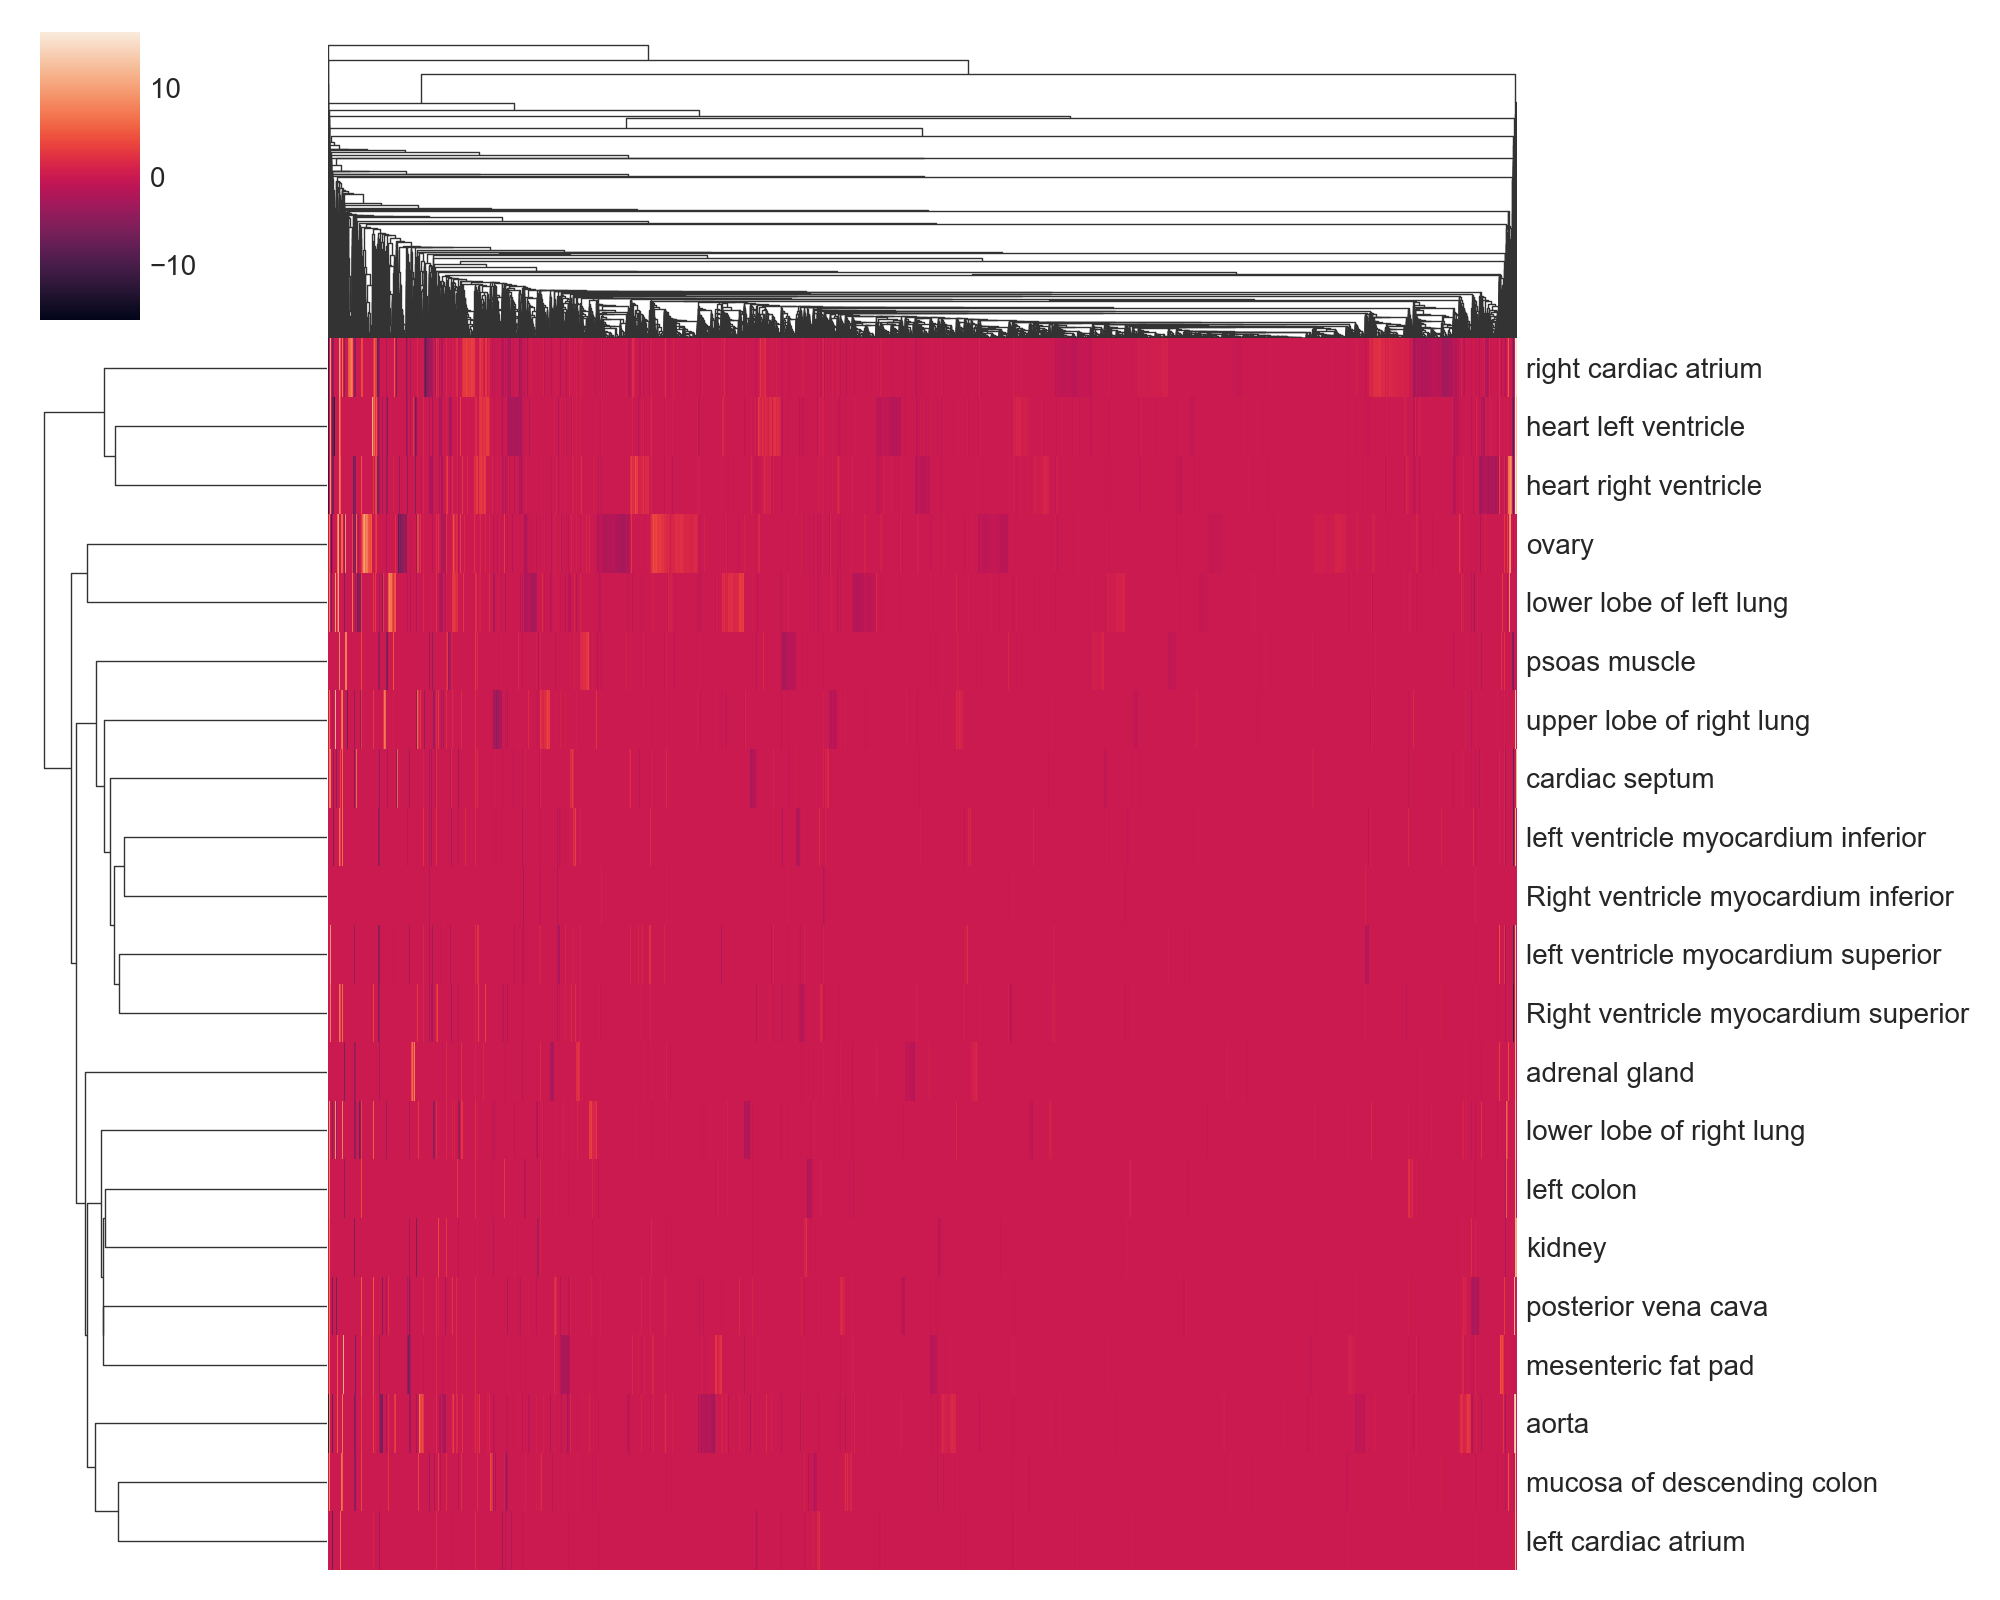 10
0
−10
right cardiac atrium
heart left ventricle
heart right ventricle
ovary
lower lobe of left lung
psoas muscle
upper lobe of right lung
cardiac septum
left ventricle myocardium inferior
Right ventricle myocardium inferior
left ventricle myocardium superior
Right ventricle myocardium superior
adrenal gland
lower lobe of right lung
left colon
kidney
posterior vena cava
mesenteric fat pad
aorta
mucosa of descending colon
left cardiac atrium